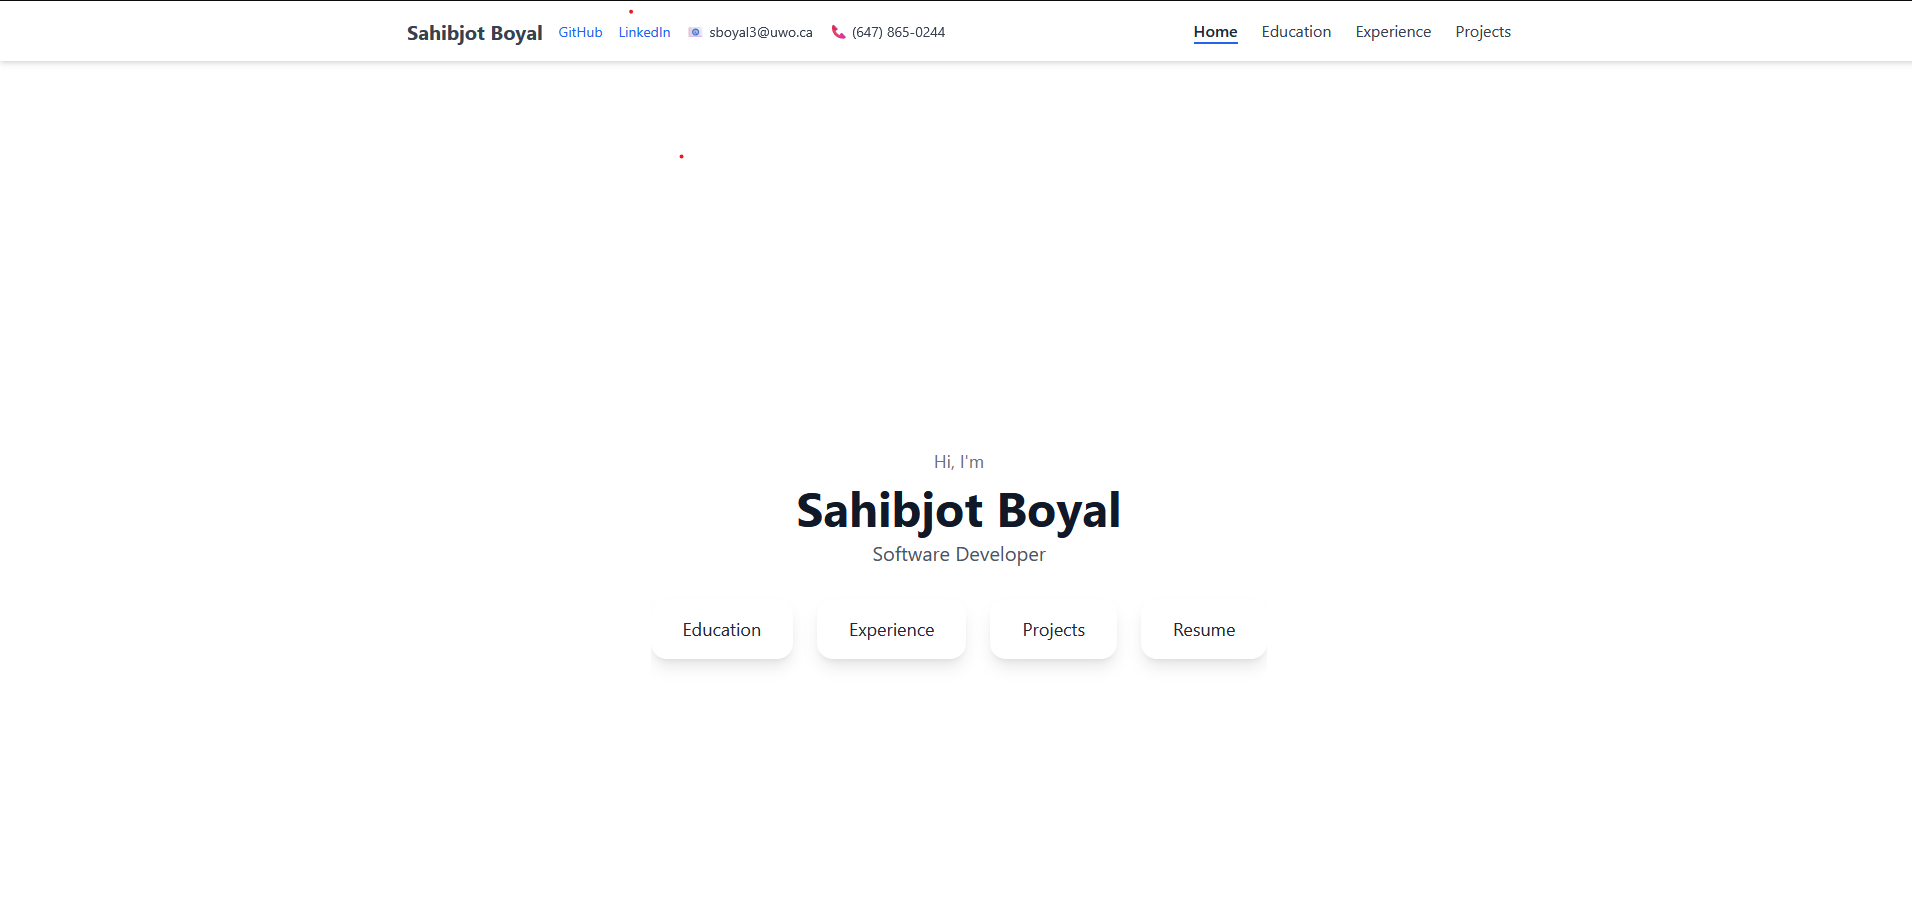 Sahibjot Boyal GitHub LinkedIn sboyal3@uwo.ca (647) 865-0244 Home Education Experience Projects
Hi, I'm
Sahibjot Boyal
Software Developer
Education Experience Projects Resume